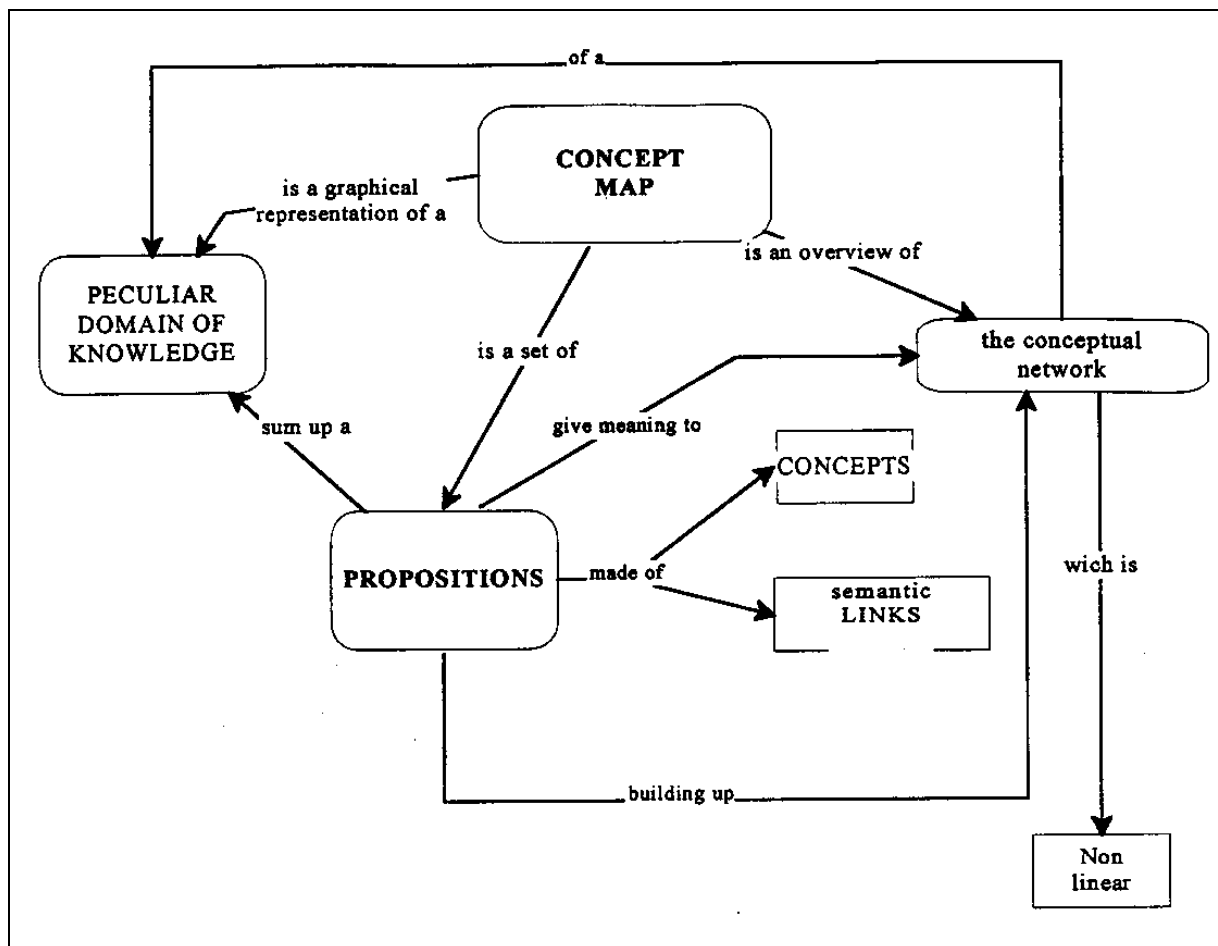 of a
CONCEPT
MAP
is a graphical
representation of a
is an overview of
PECULIAR
DOMAIN OF
KNOWLEDGE
the conceptual
network
is a set of
sum up a
give meaning to
CONCEPTS
PROPOSITIONS
made of
semantic
LINKS
wich is
building up
Non
linear